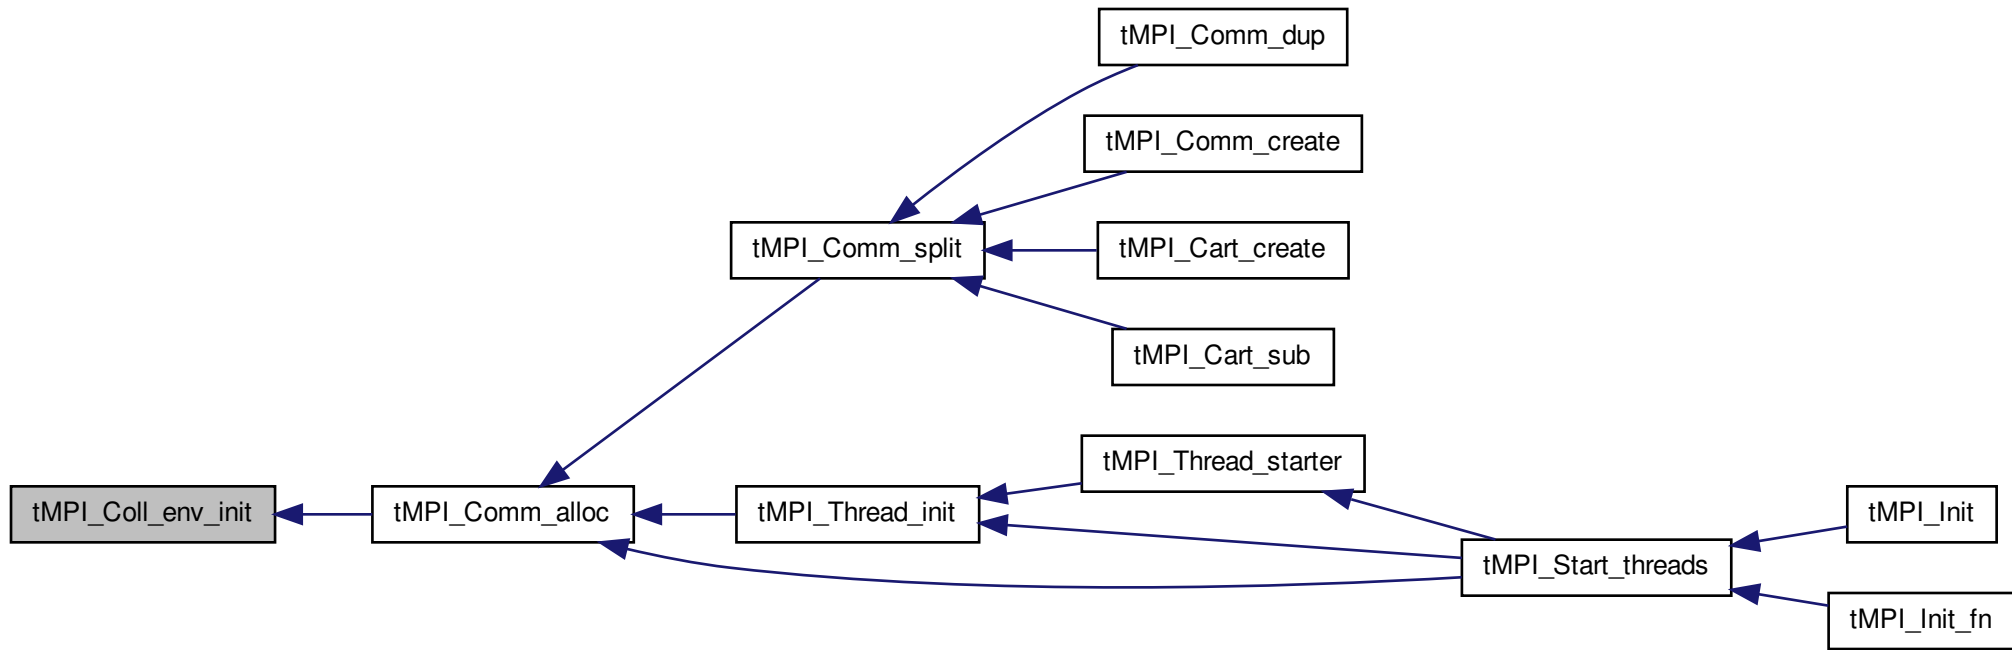 tMPI_Comm_dup
tMPI_Comm_create
tMPI_Comm_split
tMPI_Cart_create
tMPI_Cart_sub
tMPI_Thread_starter
tMPI_Coll_env_init
tMPI_Comm_alloc
tMPI_Thread_init
tMPI_Init
tMPI_Start_threads
tMPI_Init_fn